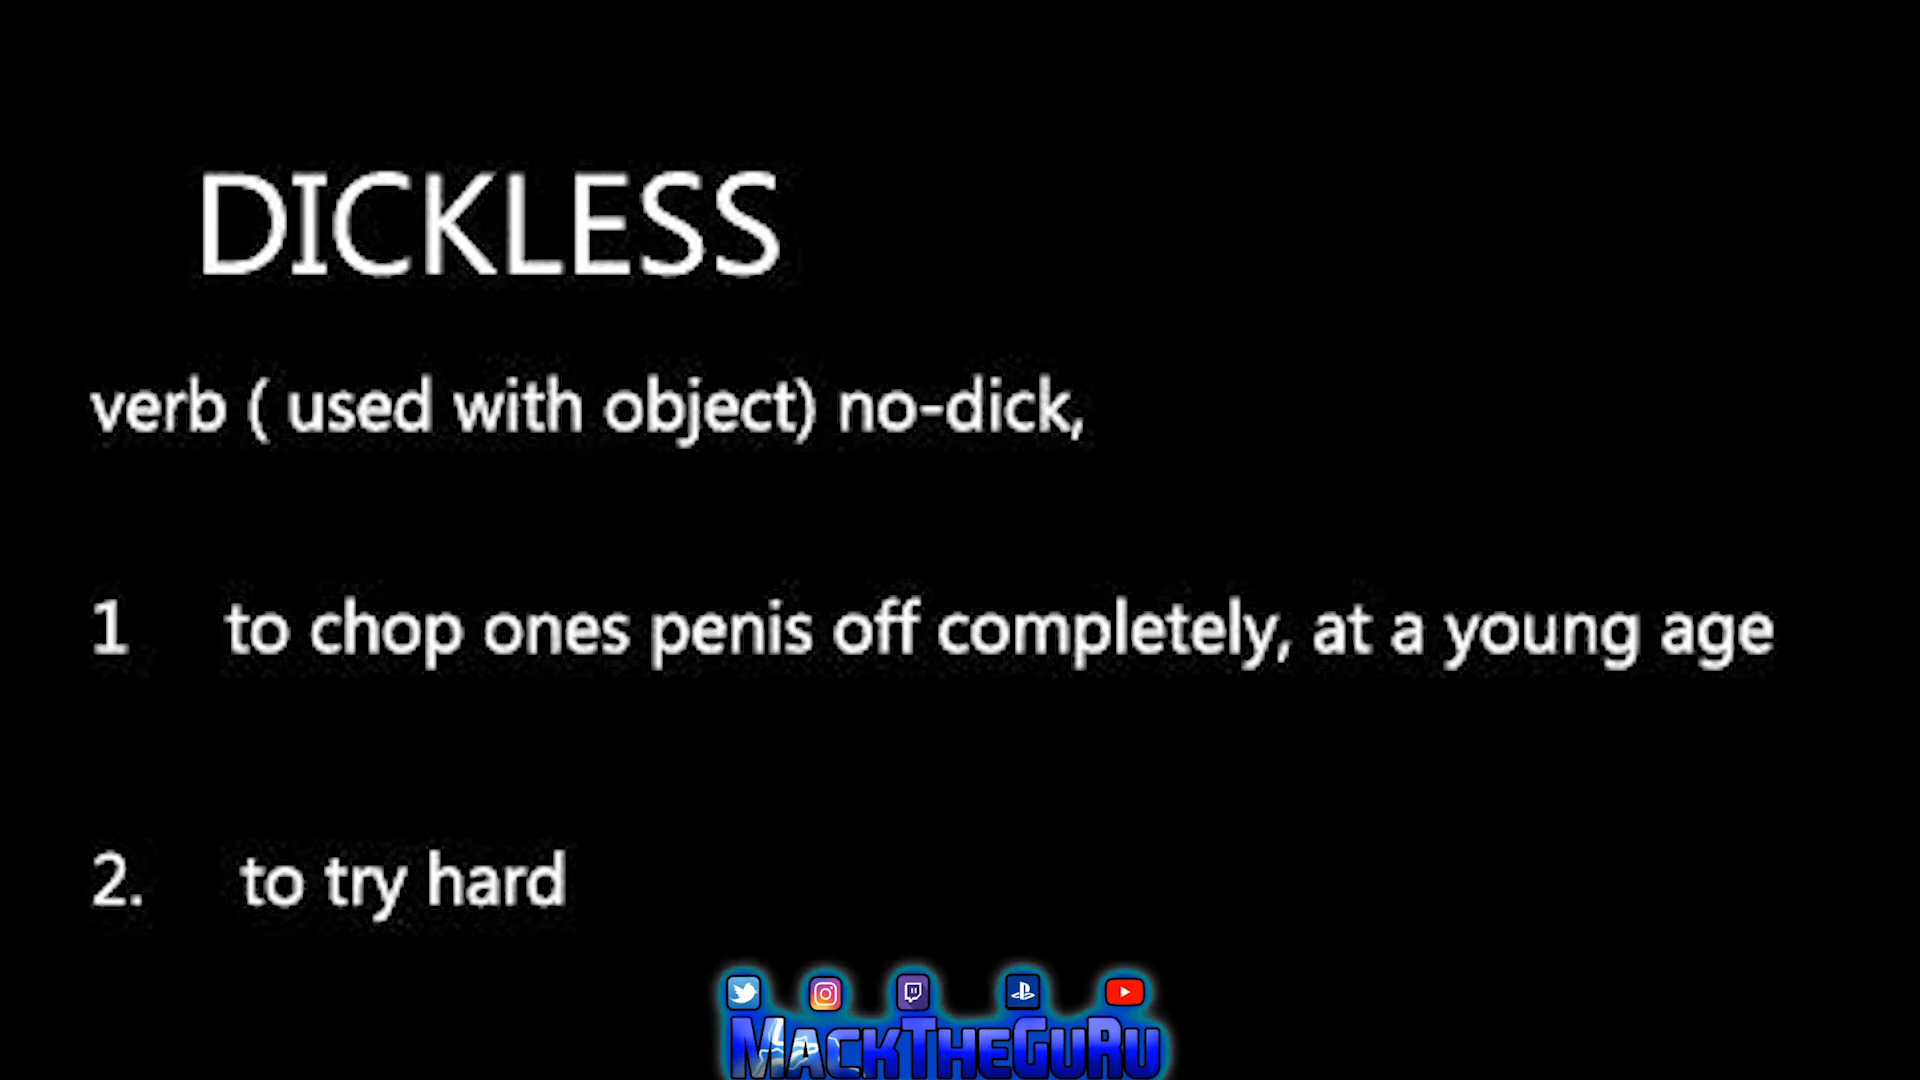 DICKLESS
verb ( used with object) no-dick,
1 to chop ones penis off completely, at a young age
2. to try hard
MACKTHEGURU